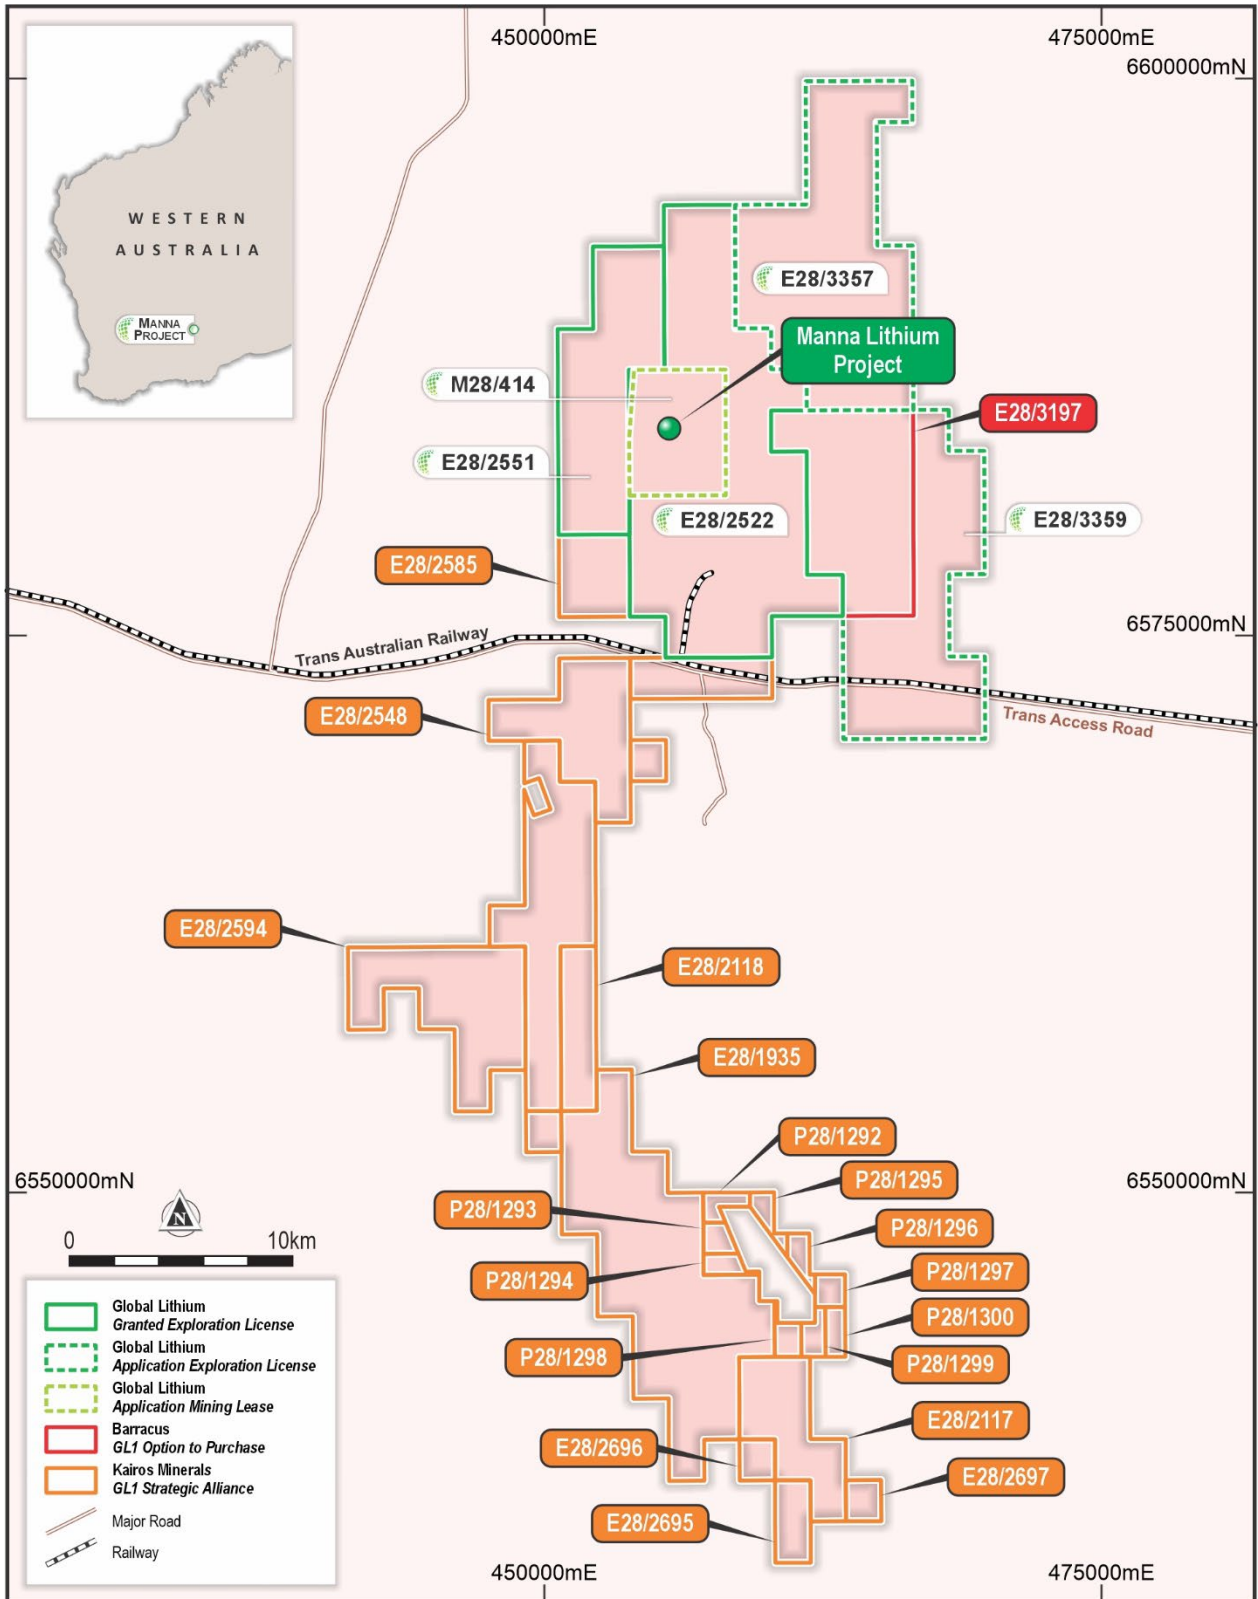 450000mE
475000mE
6600000mN
WESTERN
AUSTRALIA
MANNA
PROJECT
E28/3357
Manna Lithium
Project
M28/414
E28/3197
E28/2551
E28/2522
E28/3359
E28/2585
Trans Australian Railway
6575000mN
E28/2548
Trans Access Road
E28/2594
E28/2118
E28/1935
P28/1292
6550000mN
6550000mN
P28/1295
P28/1293
P28/1296
P28/1294
P28/1297
P28/1300
P28/1298
P28/1299
E28/2117
E28/2696
E28/2697
E28/2695
N
0 10km
Global Lithium
Granted Exploration License
Global Lithium
Application Exploration License
Global Lithium
Application Mining Lease
Barracus
GL1 Option to Purchase
Kairos Minerals
GL1 Strategic Alliance
Major Road
Railway
450000mE
475000mE